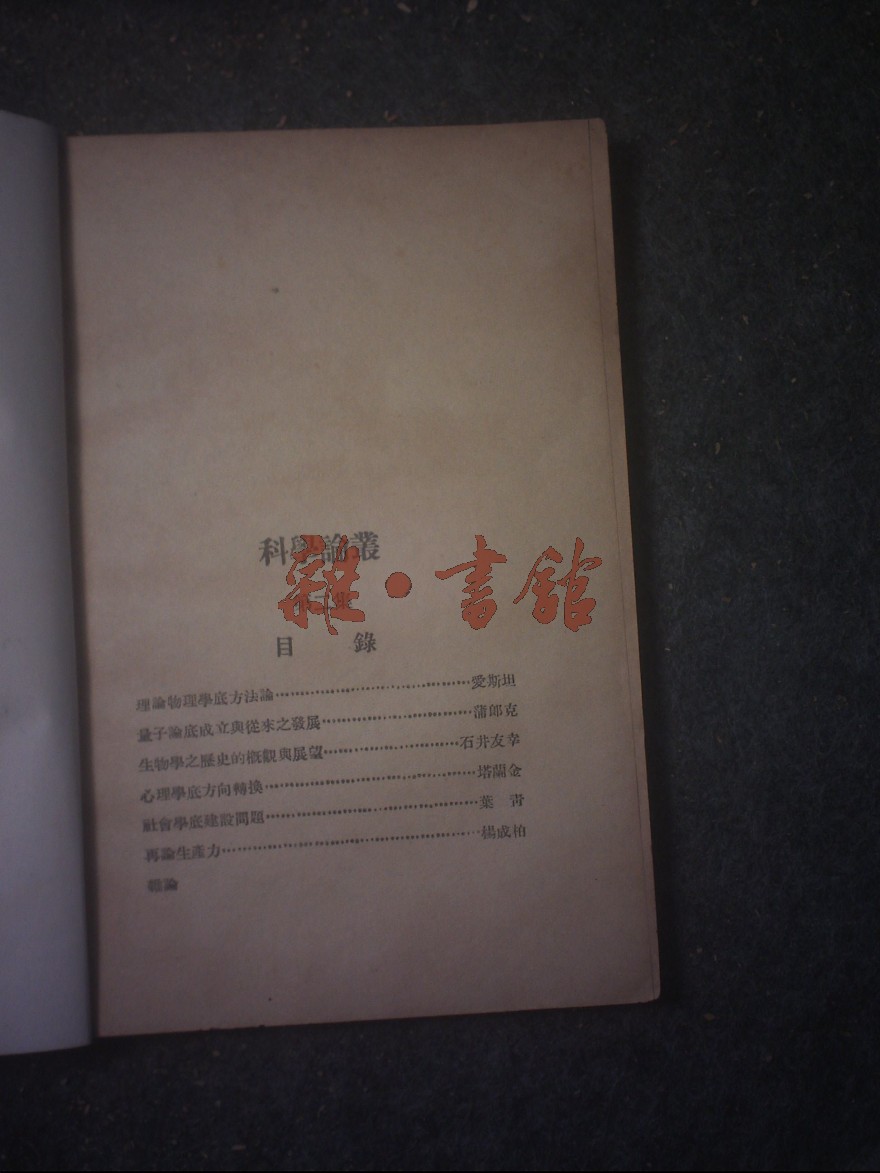 科學論叢
雜·書館
目 錄
理論物理學底方法論……愛斯坦
量子論底成立與從來之發展……蒲郎克
生物學之歷史的概觀與展望……石井友幸
心理學底方向轉換……塔蘭金
社會學底建設問題……葉 靑
再論生產力……楊成柏
雜論